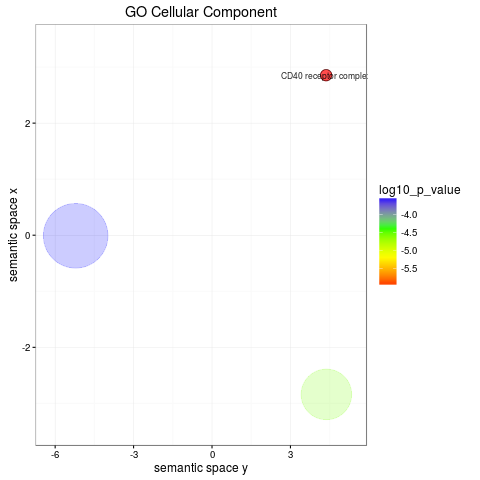 GO Cellular Component
CD40 receptor comple
2
0
-2
semantic space x
-6
-3
0
3
semantic space y
log10_p_value
-4.0
-4.5
-5.0
-5.5